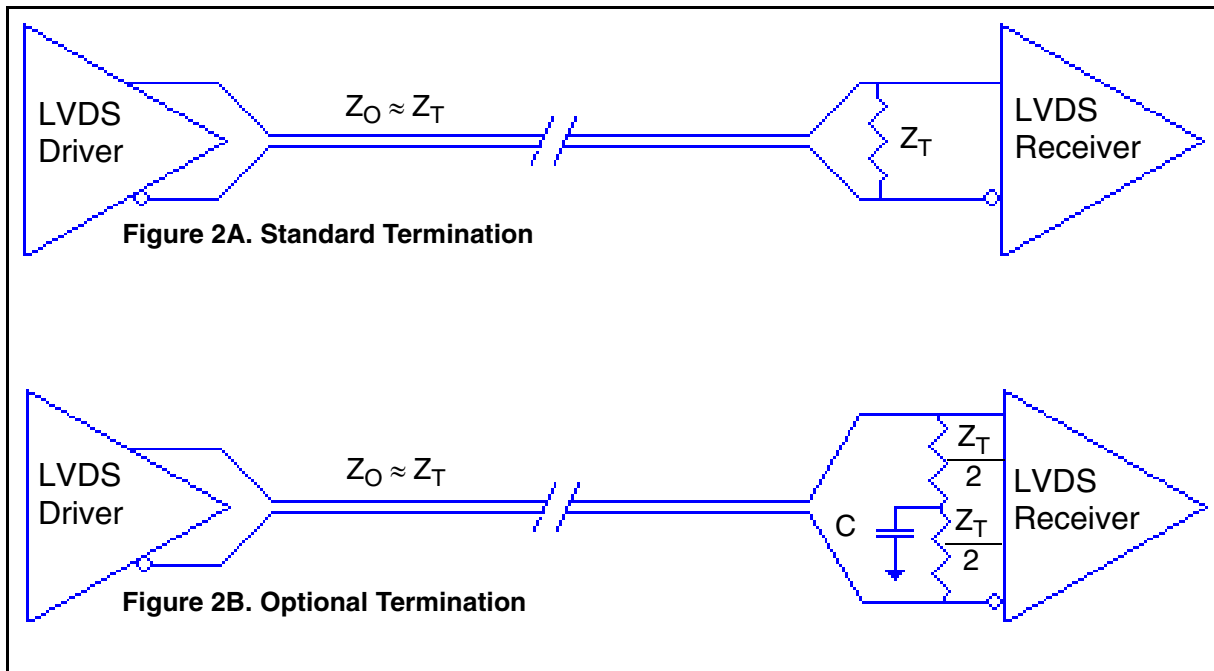 LVDS
Driver
Z_O ≈ Z_T
Z_T
LVDS
Receiver
Figure 2A. Standard Termination
LVDS
Driver
Z_O ≈ Z_T
C
Z_T
2
Z_T
2
LVDS
Receiver
Figure 2B. Optional Termination